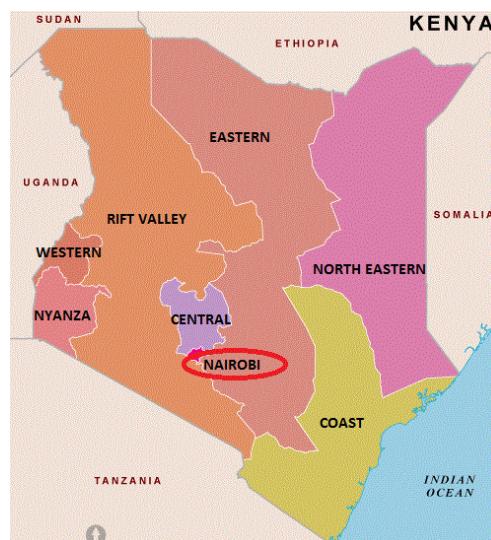 SUDAN
KENYA
ETHIOPIA
EASTERN
UGANDA
RIFT VALLEY
SOMALIA
WESTERN
NORTH EASTERN
NYANZA
CENTRAL
NAIROBI
COAST
TANZANIA
INDIAN
OCEAN